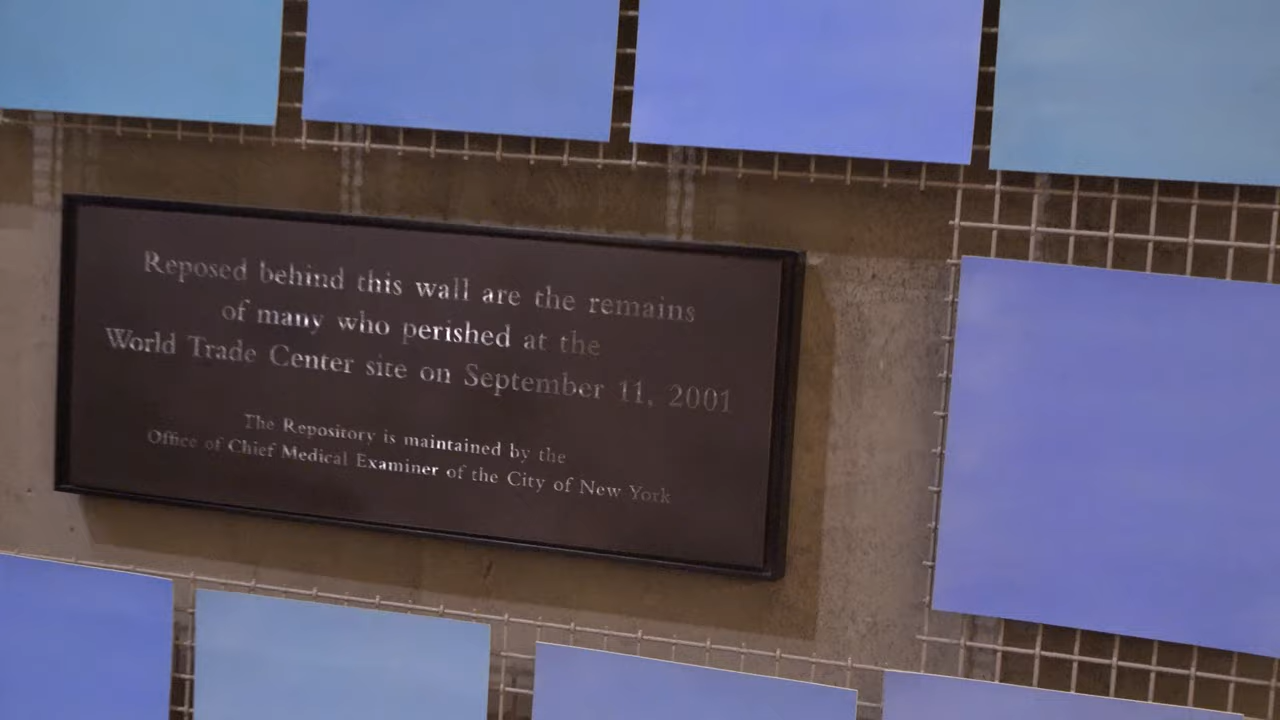 Reposed behind this wall are the remains
of many who perished at the
World Trade Center site on September 11, 2001
The Repository is maintained by the
Office of Chief Medical Examiner of the City of New York